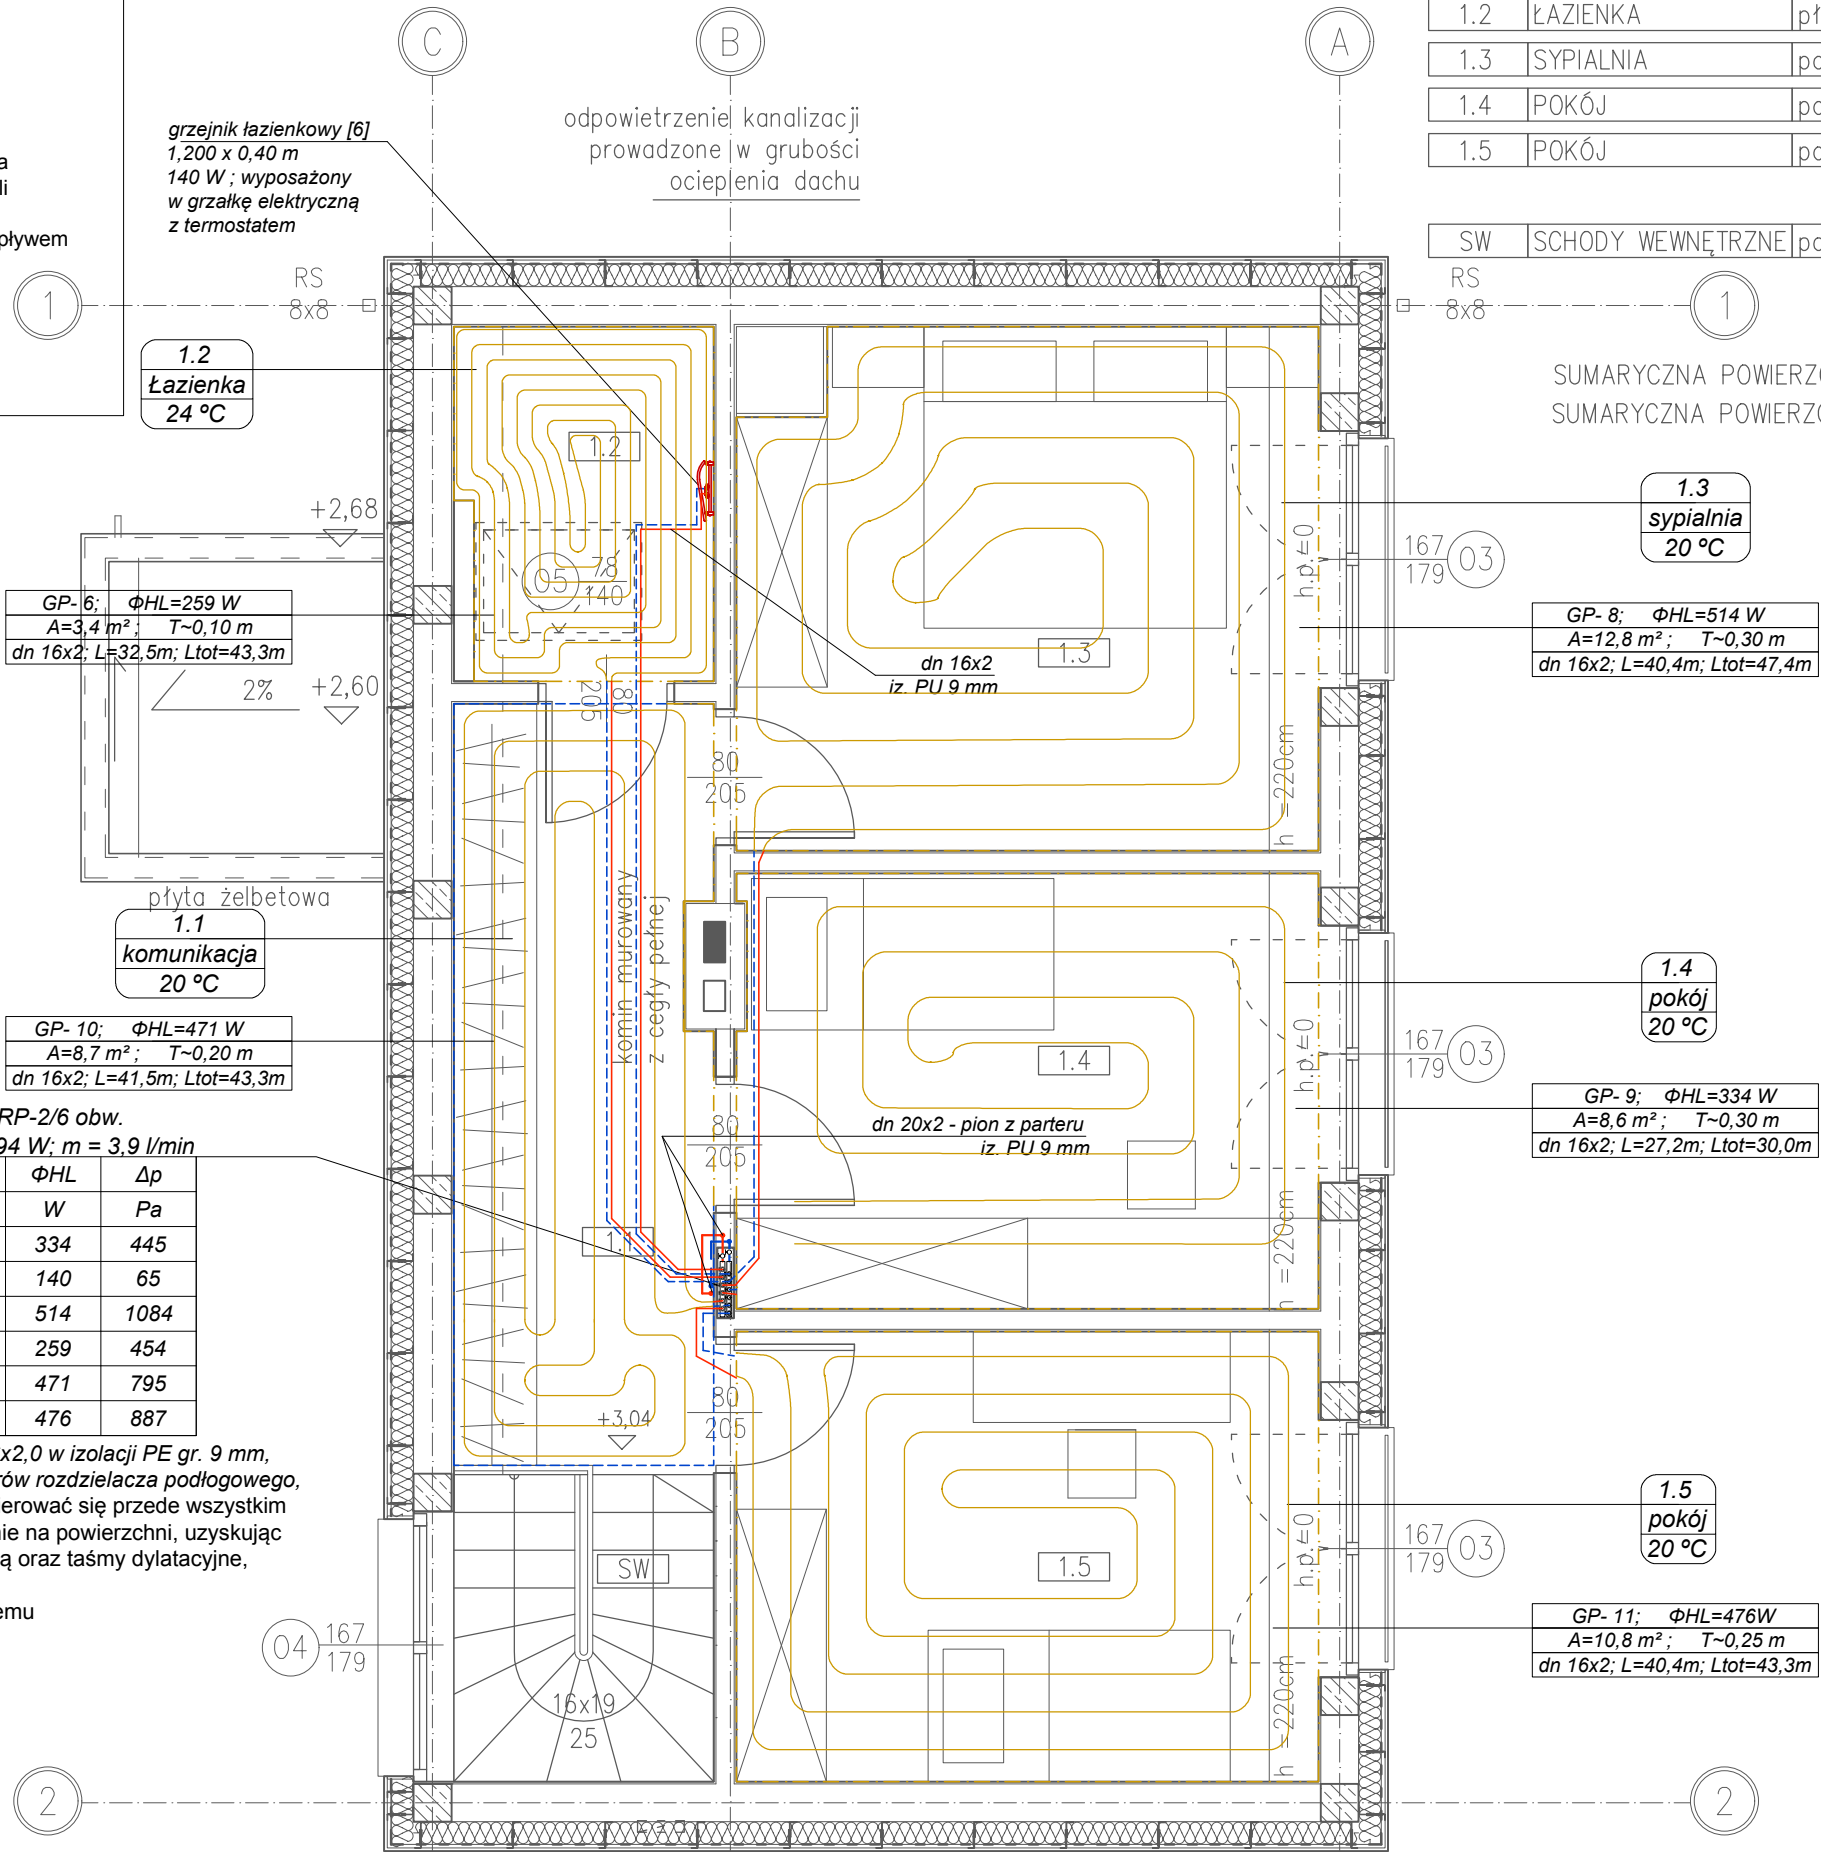 C
B
A
1.2 ŁAZIENKA
1.3 SYPIALNIA
1.4 POKÓJ
1.5 POKÓJ
SW SCHODY WEWNĘTRZNE
odpowietrzenie kanalizacji
prowadzone w grubości
ocieplenia dachu
grzejnik łazienkowy [6]
1,200 x 0,40 m
140 W ; wyposażony
w grzałkę elektryczną
z termostatem
RS
8x8
1
RS
8x8
1
1.2
Łazienka
24 ºC
1.2
+2,68
05
78
140
GP- 6; ΦHL=259 W
A=3,4 m² ; T~0,10 m
dn 16x2; L=32,5m; Ltot=43,3m
2%
+2,60
płyta żelbetowa
80
205
dn 16x2
iz. PU 9 mm
1.3
h.p.=0
h =220cm
167
179
03
1.3
sypialnia
20 ºC
GP- 8; ΦHL=514 W
A=12,8 m² ; T~0,30 m
dn 16x2; L=40,4m; Ltot=47,4m
80
205
1.1
komunikacja
20 ºC
komin murowany
z cegły pełnej
GP- 10; ΦHL=471 W
A=8,7 m² ; T~0,20 m
dn 16x2; L=41,5m; Ltot=43,3m
1.4
h.p.=0
h =220cm
167
179
03
1.4
pokój
20 ºC
GP- 9; ΦHL=334 W
A=8,6 m² ; T~0,30 m
dn 16x2; L=27,2m; Ltot=30,0m
dn 20x2 - pion z parteru
iz. PU 9 mm
80
205
1.1
RP-2/6 obw.
94 W; m = 3,9 l/min
ΦHL Δp
W Pa
334 445
140 65
514 1084
259 454
471 795
476 887
x2,0 w izolacji PE gr. 9 mm,
rów rozdzielacza podłogowego,
erować się przede wszystkim
nie na powierzchni, uzyskując
ą oraz taśmy dylatacyjne,
emu
+3,04
80
205
1.5
h.p.=0
h =220cm
167
179
03
1.5
pokój
20 ºC
GP- 11; ΦHL=476W
A=10,8 m² ; T~0,25 m
dn 16x2; L=40,4m; Ltot=43,3m
SW
04
167
179
16x19
25
2
2